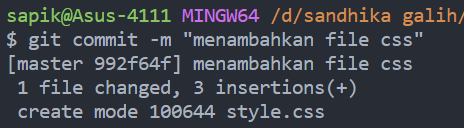 sapik@Asus-4111 MINGW64 /d/sandhika galih/
$ git commit -m "menambahkan file css"
[master 992f64f] menambahkan file css
 1 file changed, 3 insertions(+)
 create mode 100644 style.css